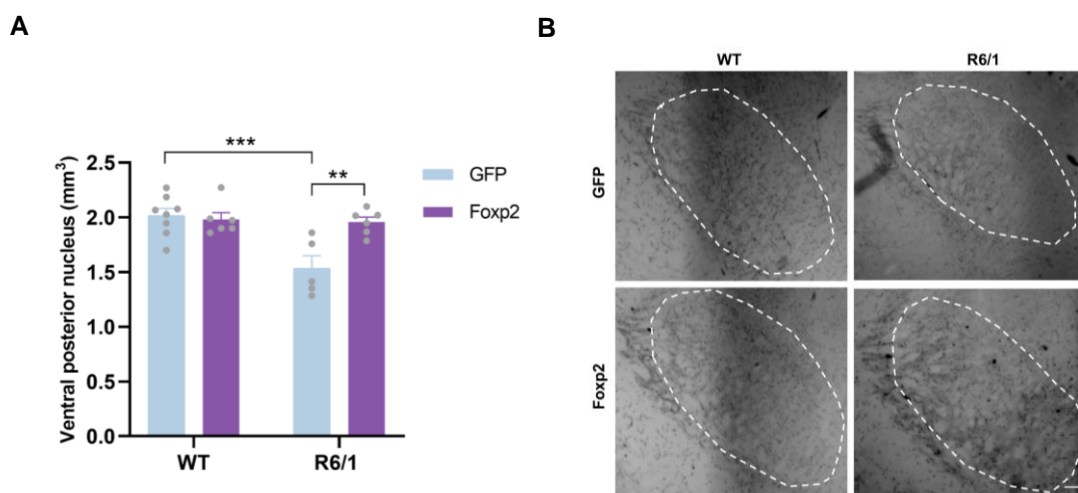 A
Ventral posterior nucleus (mm³)
2.5
2.0
1.5
1.0
0.5
0.0
***
**
WT
R6/1
GFP
Foxp2
B
WT
R6/1
GFP
Foxp2